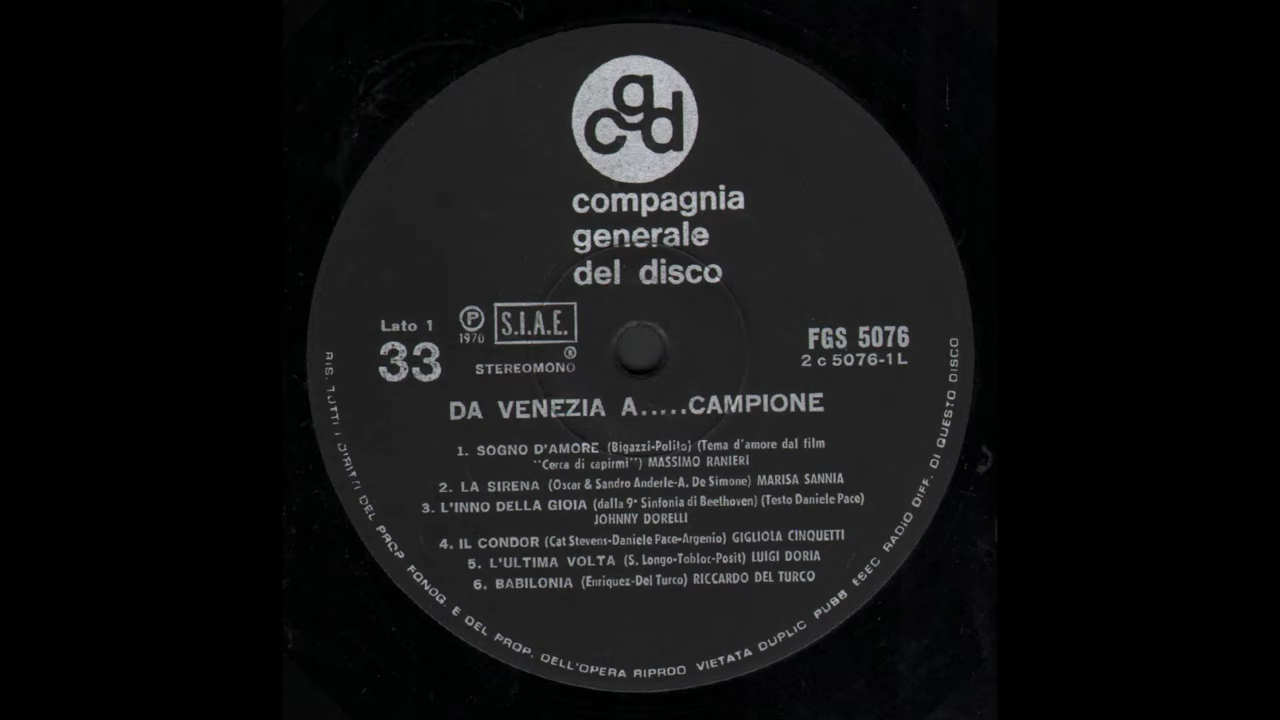 cgd
compagnia
generale
del disco
Lato 1
33
℗
1970
S.I.A.E.
®
STEREOMONO
FGS 5076
2 c 5076-1L
DA VENEZIA A.....CAMPIONE
1. SOGNO D'AMORE (Bigazzi-Polito) (Tema d'amore dal film
"Cerca di capirmi") MASSIMO RANIERI
2. LA SIRENA (Oscar & Sandro Anderle-A. De Simone) MARISA SANNIA
3. L'INNO DELLA GIOIA (dalla 9ª Sinfonia di Beethoven) (Testo Daniele Pace)
JOHNNY DORELLI
4. IL CONDOR (Cat Stevens-Daniele Pace-Argenio) GIGLIOLA CINQUETTI
5. L'ULTIMA VOLTA (S. Longo-Tobloc-Posit) LUIGI DORIA
6. BABILONIA (Enriquez-Del Turco) RICCARDO DEL TURCO
RIS. TUTTI I DIRITTI DEL PROP. FONOG. E DEL PROP. DELL'OPERA RIPROD VIETATA DUPLIC PUBB ESEC RADIO DIFF. DI QUESTO DISCO